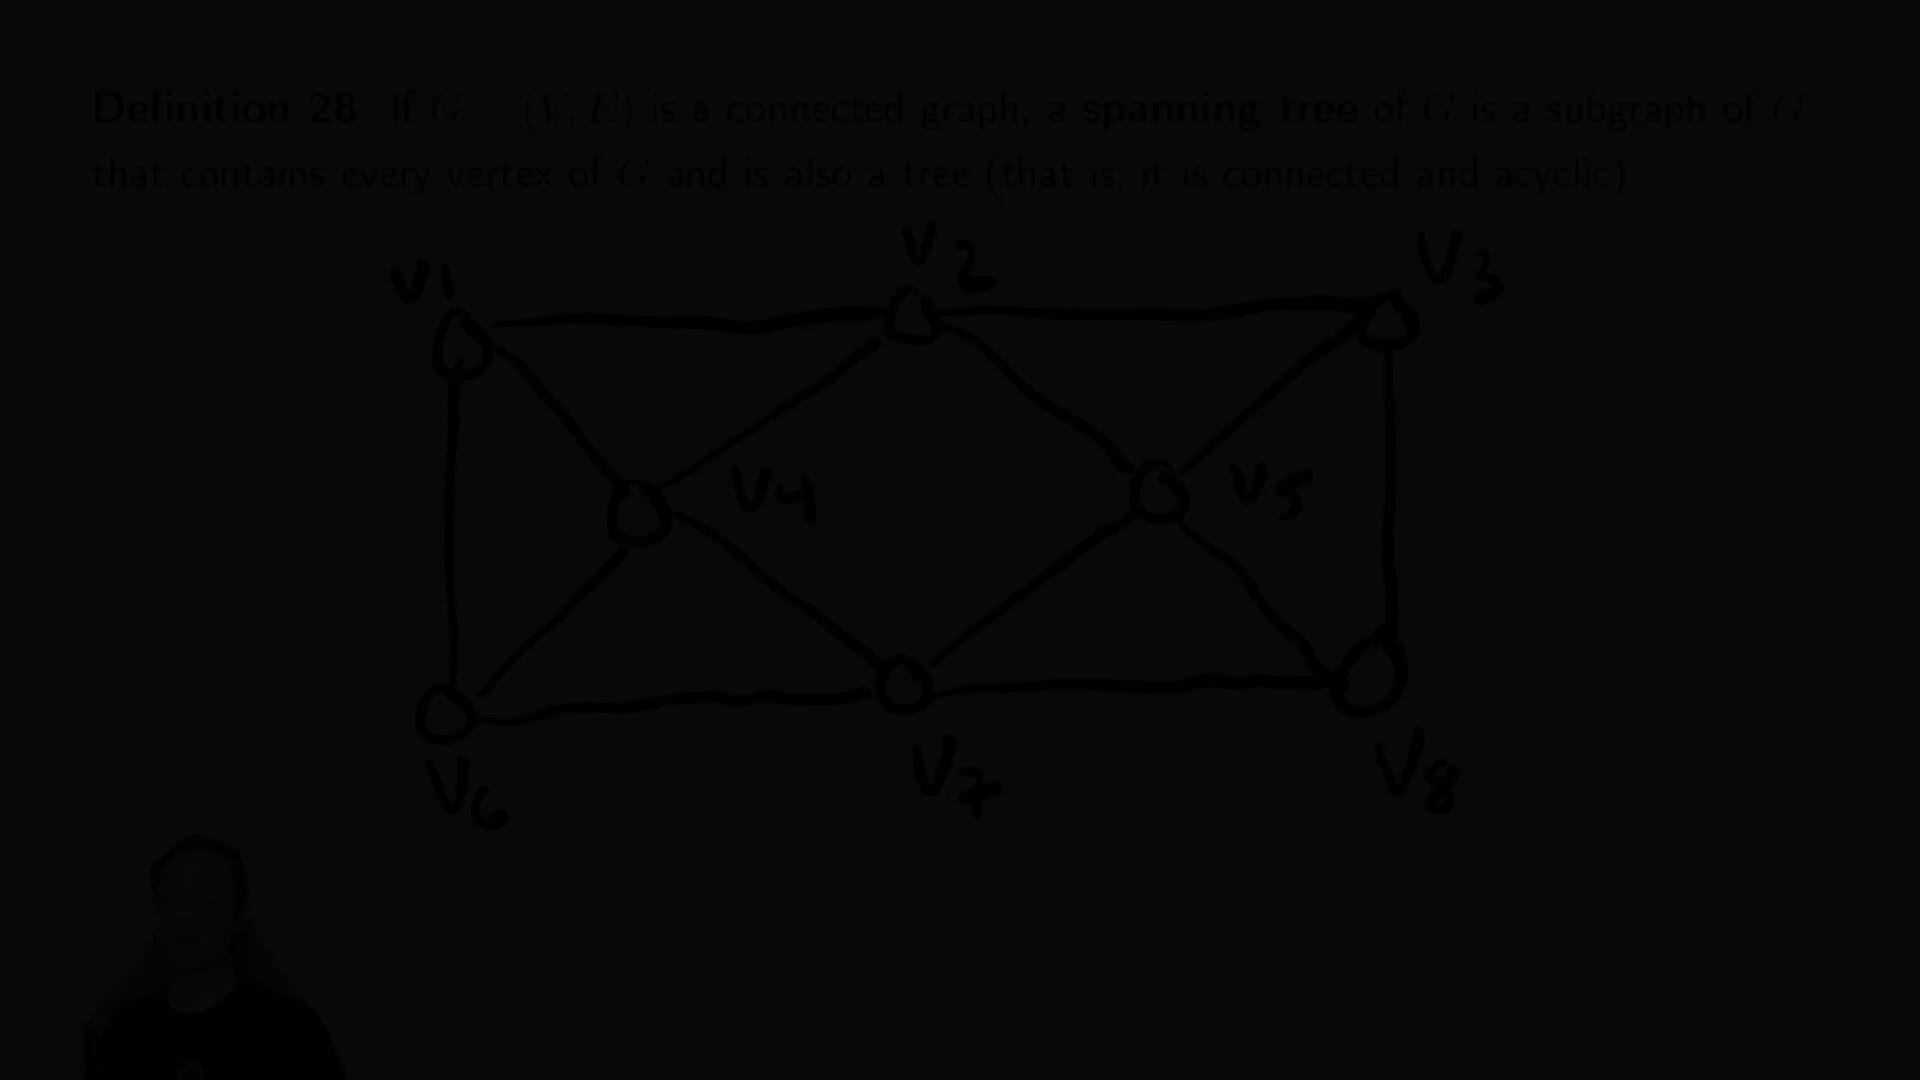 Definition 28. If G = (V, E) is a connected graph, a spanning tree of G is a subgraph of G
that contains every vertex of G and is also a tree (that is, it is connected and acyclic).
V1
V2
V3
V4
V5
V6
V7
V8